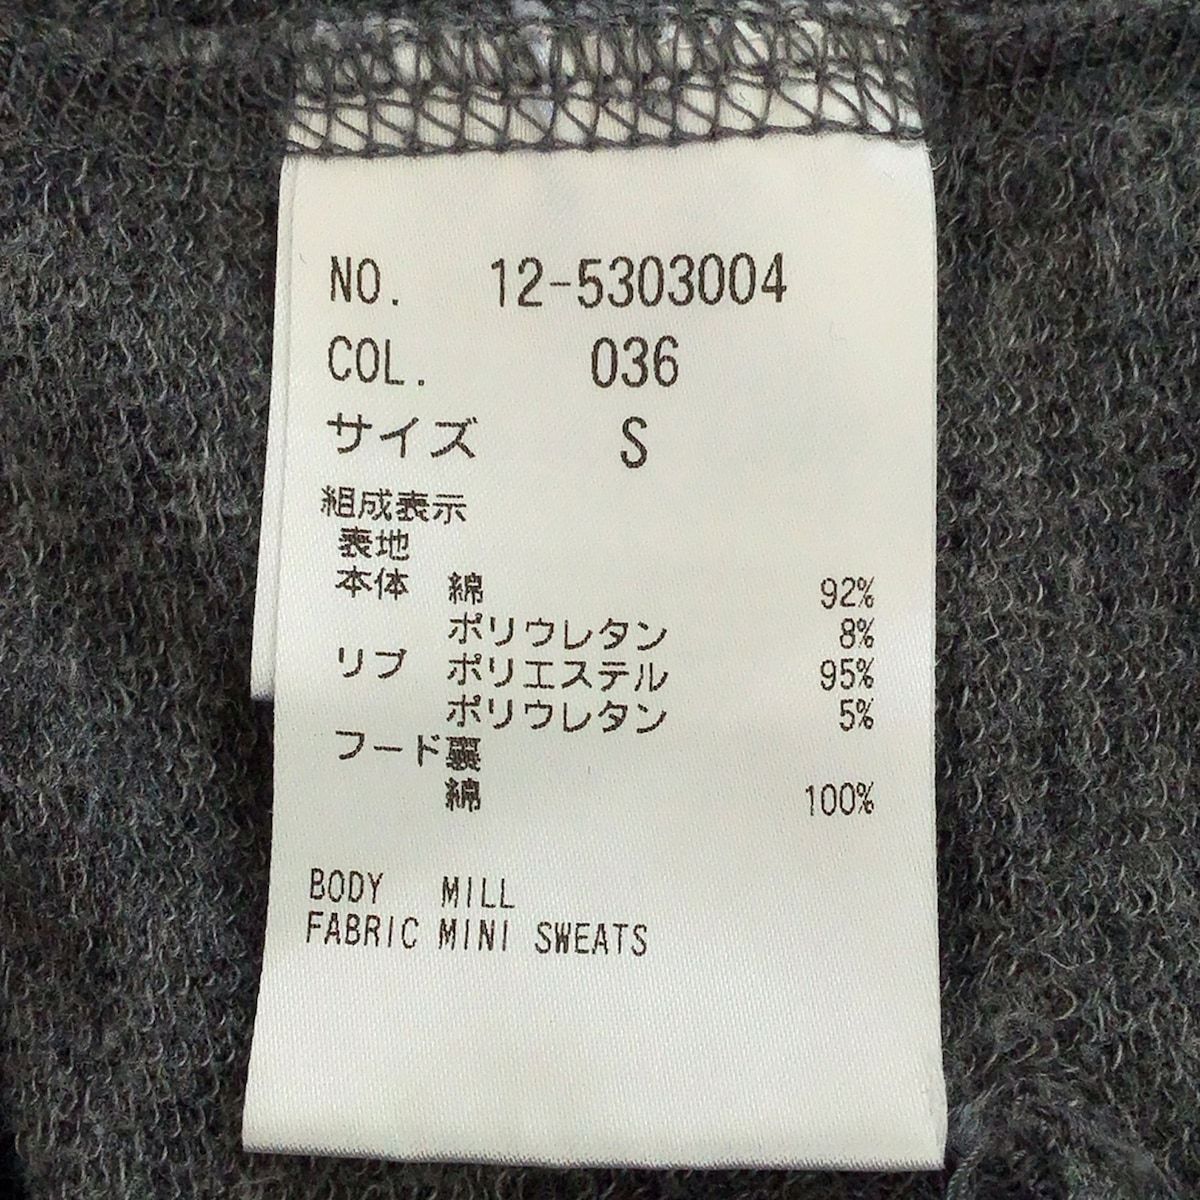 NO. 12-5303004
COL. 036
サイズ S
組成表示
表地
本体 綿 92%
ポリウレタン 8%
リブ ポリエステル 95%
ポリウレタン 5%
フード裏
綿 100%
BODY MILL
FABRIC MINI SWEATS